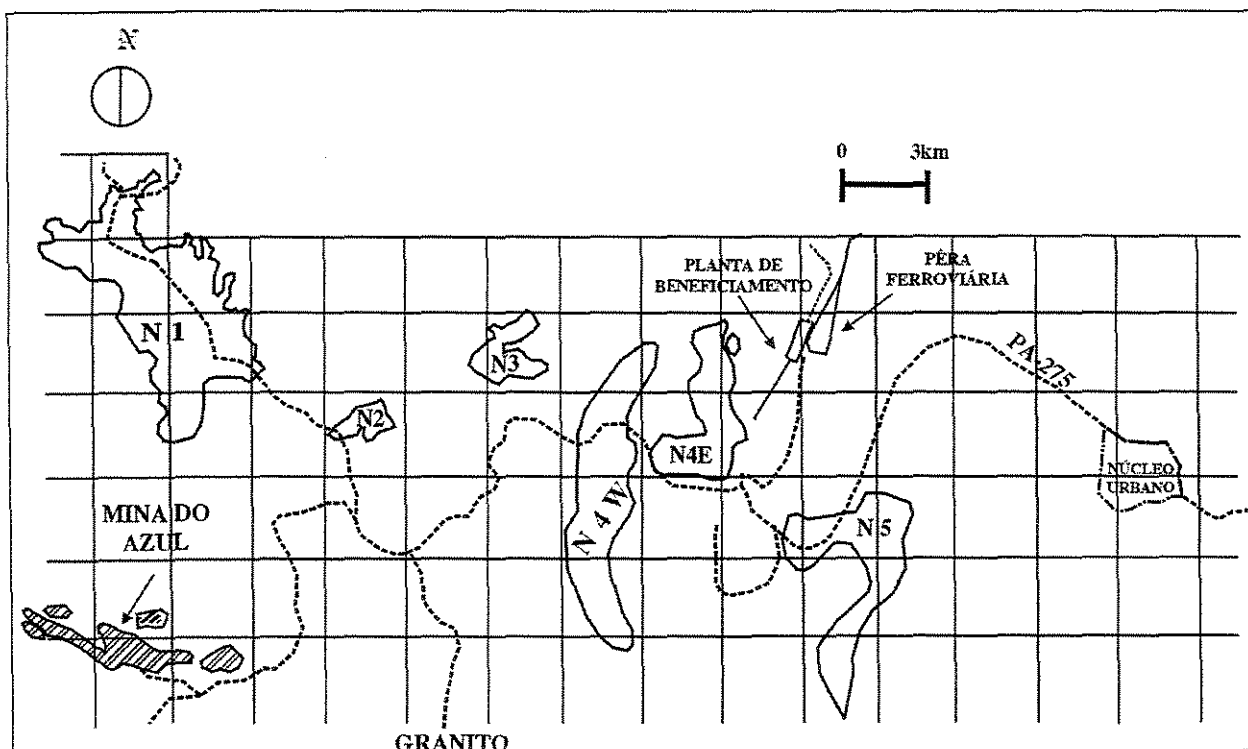 N
0 3km
PLANTA DE
BENEFICIAMENTO
PÊRA
FERROVIÁRIA
N 1
N3
PA-275
N2
N4E
NÚCLEO
URBANO
MINA DO
AZUL
N 4 W
N 5
GRANITO